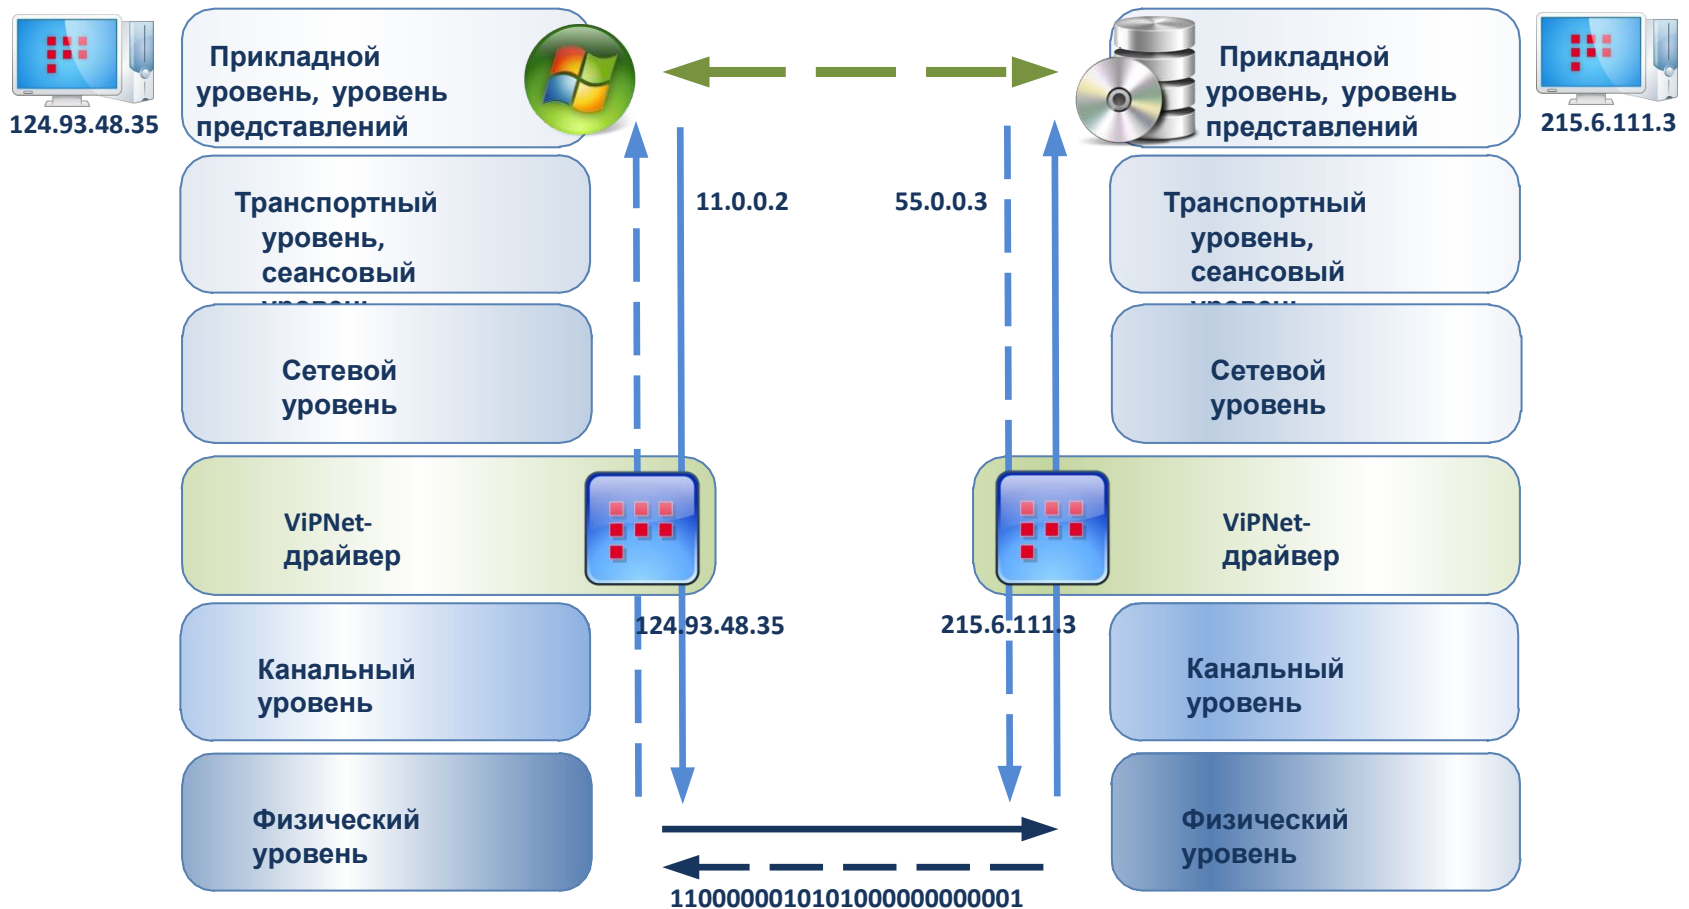 124.93.48.35
Прикладной
уровень, уровень
представлений
Прикладной
уровень, уровень
представлений
215.6.111.3
Транспортный
уровень,
сеансовый
уровень
11.0.0.2
55.0.0.3
Транспортный
уровень,
сеансовый
уровень
Сетевой
уровень
Сетевой
уровень
ViPNet-
драйвер
ViPNet-
драйвер
124.93.48.35
215.6.111.3
Канальный
уровень
Канальный
уровень
Физический
уровень
Физический
уровень
1100000010101000000000001